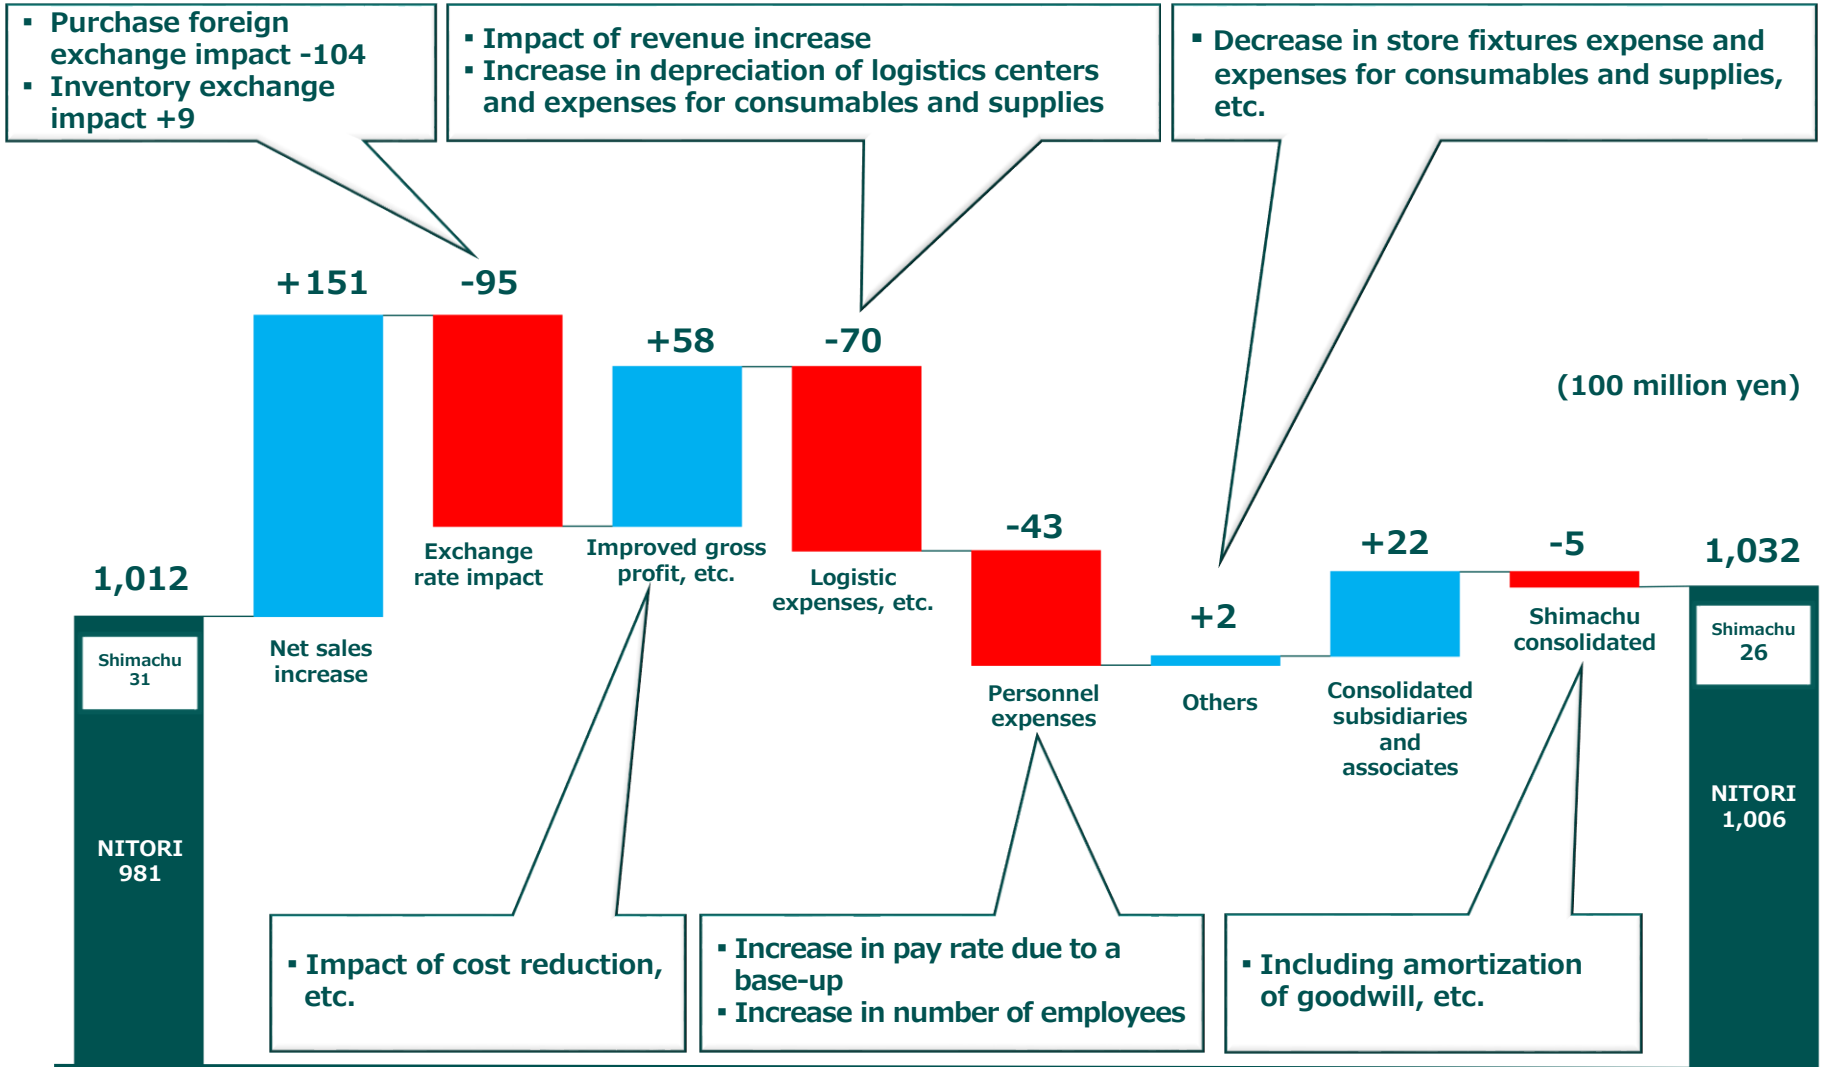 ▪ Purchase foreign
exchange impact -104
▪ Inventory exchange
impact +9
▪ Impact of revenue increase
▪ Increase in depreciation of logistics centers
and expenses for consumables and supplies
▪ Decrease in store fixtures expense and
expenses for consumables and supplies,
etc.
+151
-95
+58
-70
(100 million yen)
-43
+22
-5
1,032
1,012
+2
Exchange
rate impact
Improved gross
profit, etc.
Logistic
expenses, etc.
Net sales
increase
Personnel
expenses
Others
Consolidated
subsidiaries
and
associates
Shimachu
consolidated
Shimachu
31
NITORI
981
Shimachu
26
NITORI
1,006
▪ Impact of cost reduction,
etc.
▪ Increase in pay rate due to a
base-up
▪ Increase in number of employees
▪ Including amortization
of goodwill, etc.